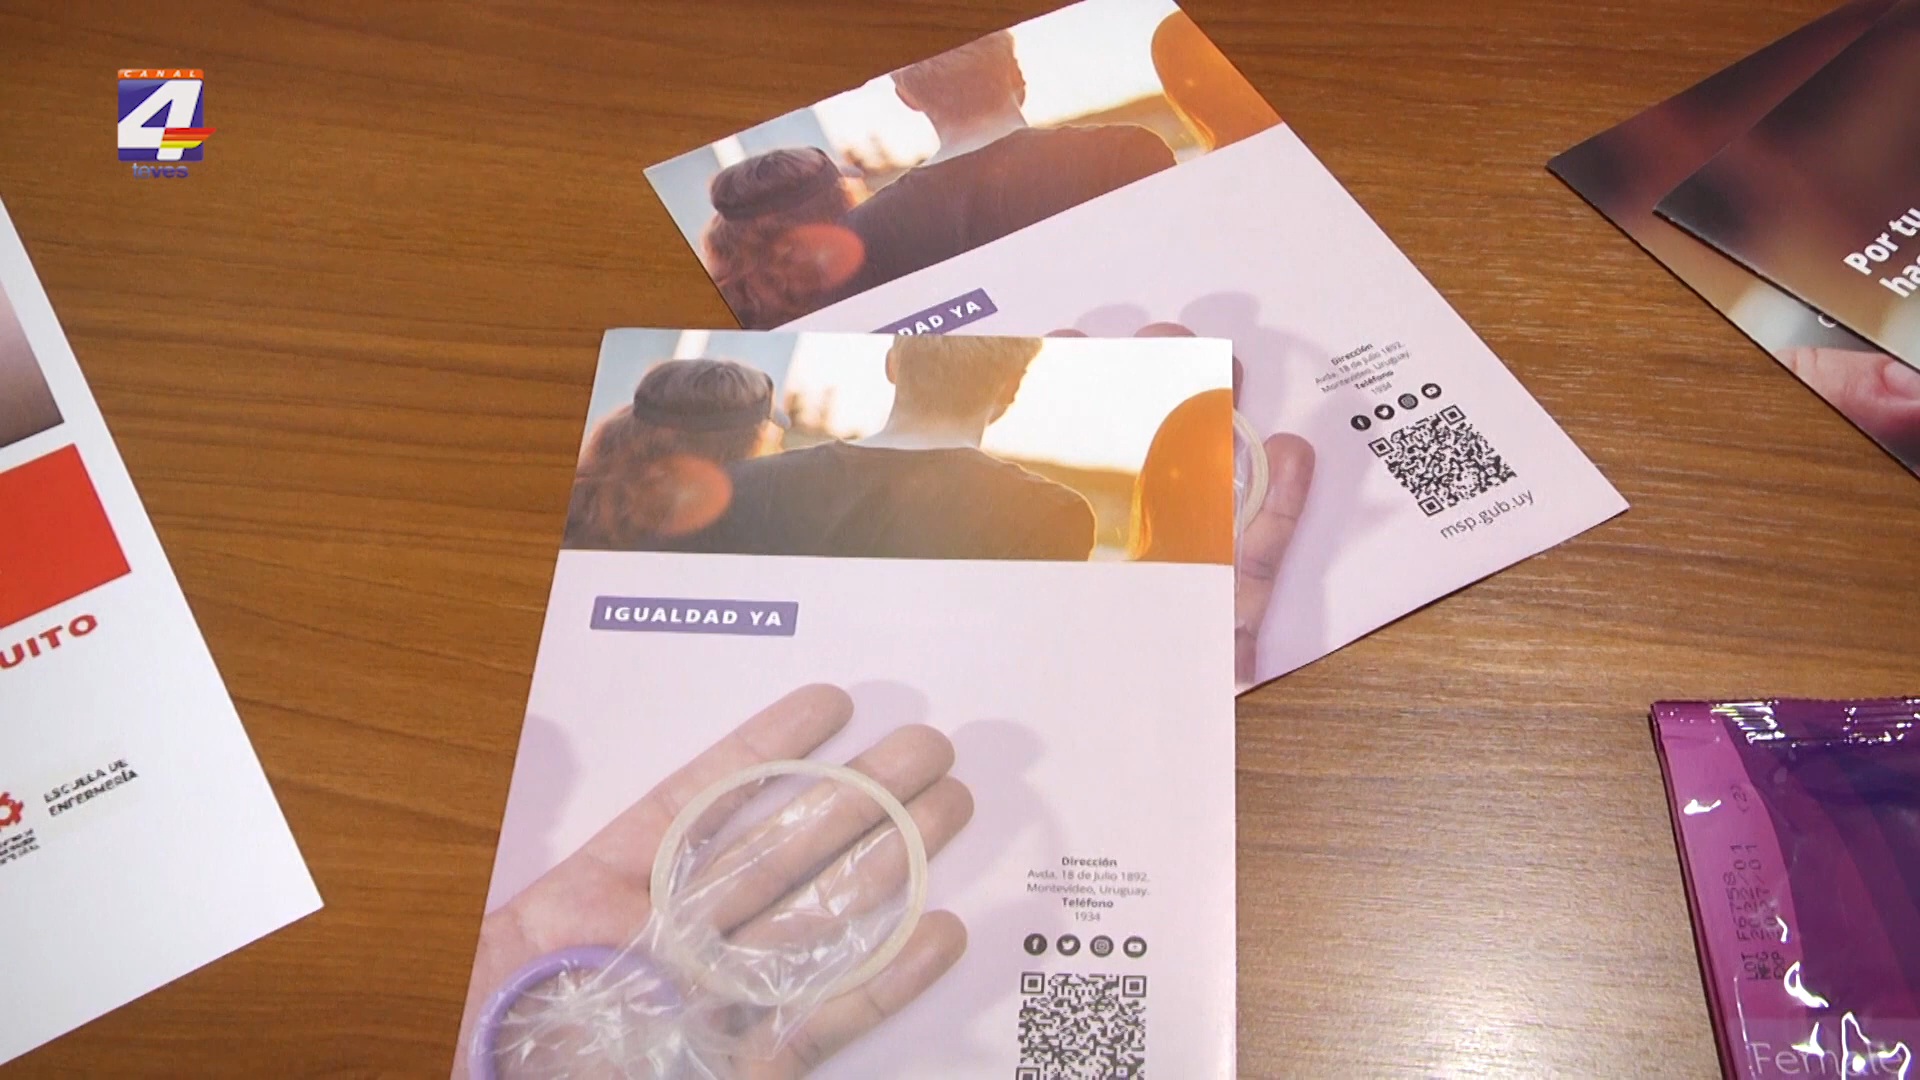 CANAL
4
teves
DAD YA
Dirección
Avda. 18 de Julio 1892.
Montevideo, Uruguay.
Teléfono
1934
msp.gub.uy
Por tu
IGUALDAD YA
Dirección
Avda. 18 de Julio 1892.
Montevideo, Uruguay.
Teléfono
1934
UITO
ESCUELA DE
ENFERMERÍA
Female